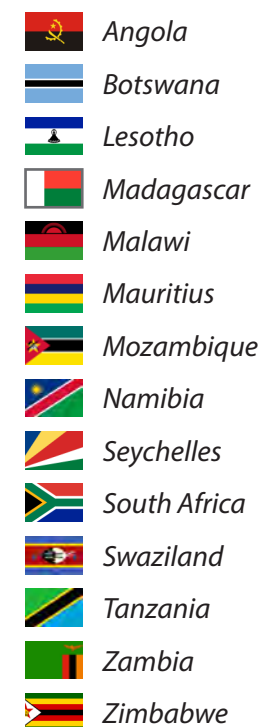 Angola
Botswana
Lesotho
Madagascar
Malawi
Mauritius
Mozambique
Namibia
Seychelles
South Africa
Swaziland
Tanzania
Zambia
Zimbabwe